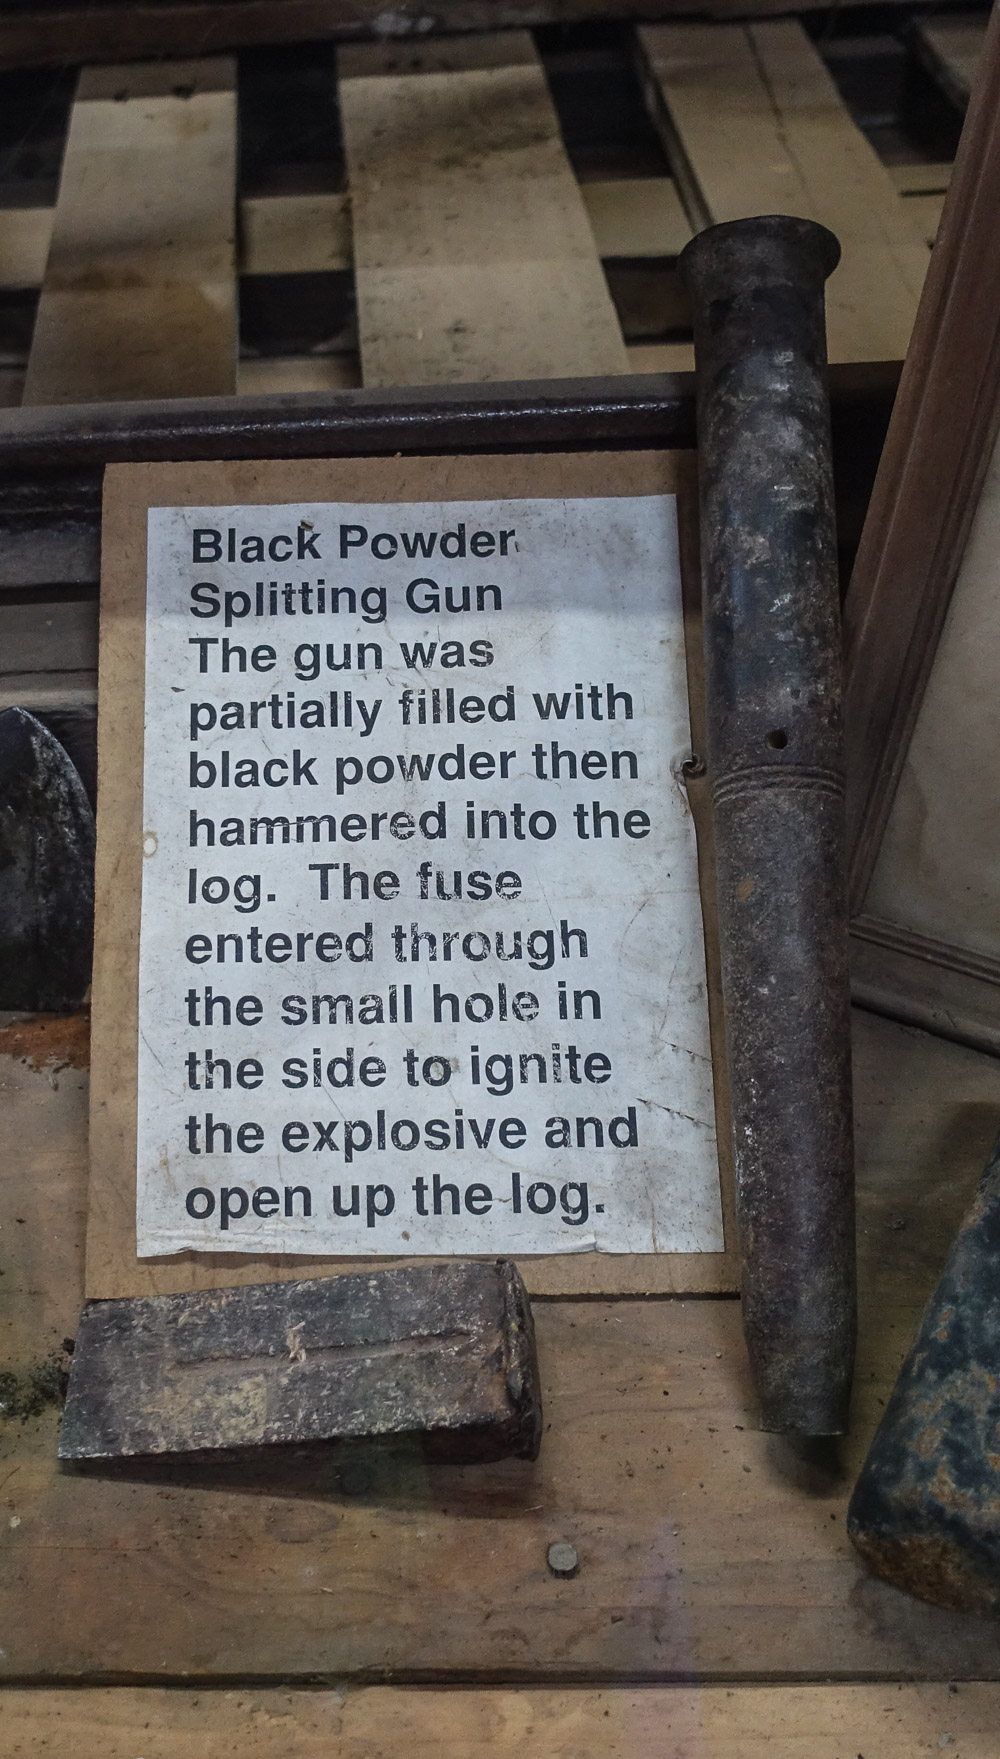 Black Powder
Splitting Gun
The gun was
partially filled with
black powder then
hammered into the
log.  The fuse
entered through
the small hole in
the side to ignite
the explosive and
open up the log.